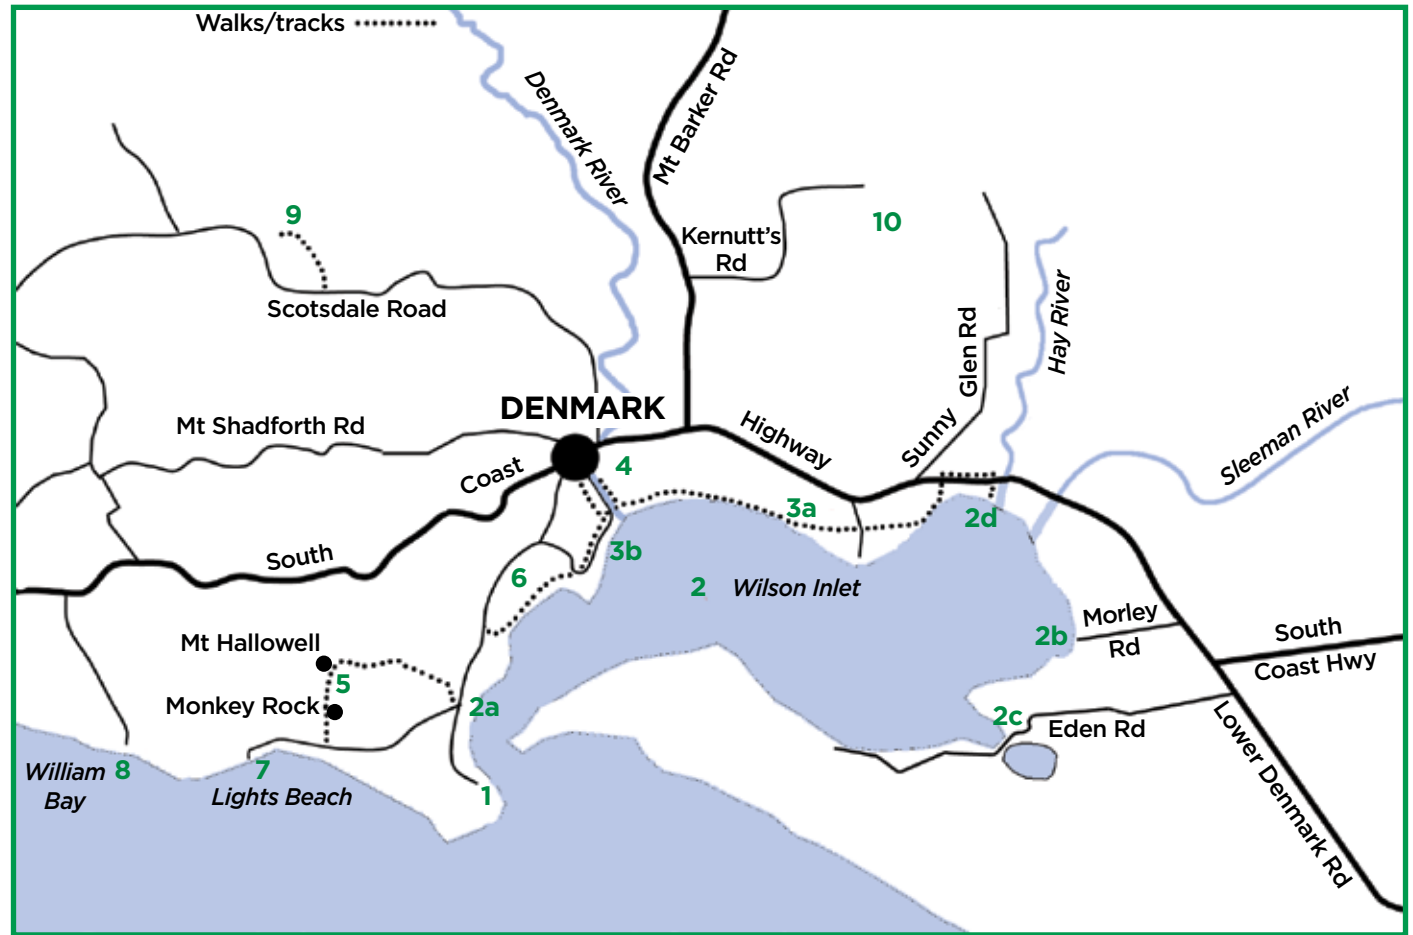 Walks/tracks
Denmark River
Mt Barker Rd
9
10
Kernutt's
Rd
Scotsdale Road
Glen Rd
Sunny
Hay River
DENMARK
Mt Shadforth Rd
Highway
Sleeman River
Coast
4
South
3a
2d
3b
6
2
Wilson Inlet
Mt Hallowell
5
Monkey Rock
2a
2b
Morley
Rd
South
Coast Hwy
2c
Eden Rd
Lower Denmark Rd
William
Bay
8
7
Lights Beach
1